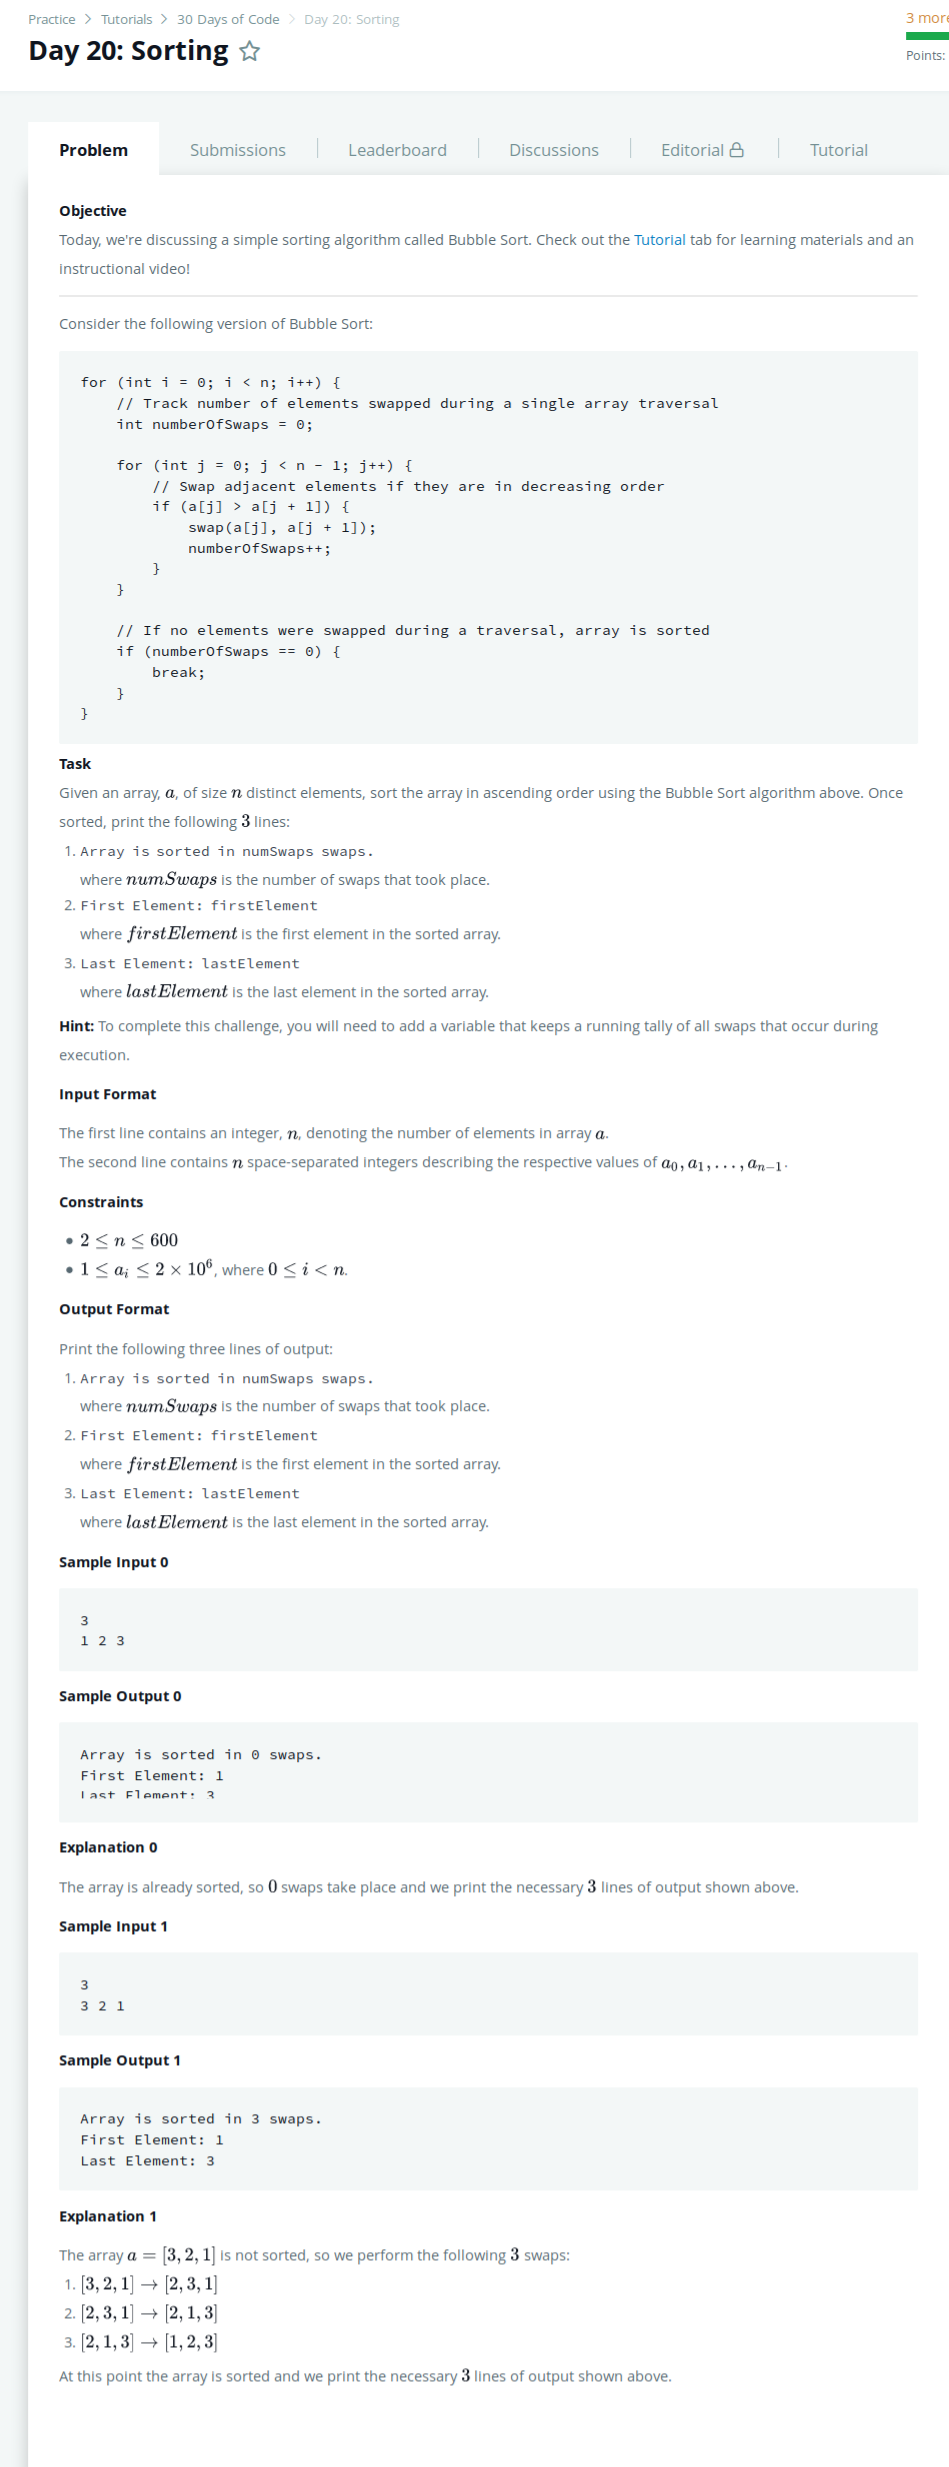 Practice > Tutorials > 30 Days of Code > Day 20: Sorting
3 more
Day 20: Sorting
Points:
Problem
Submissions
Leaderboard
Discussions
Editorial
Tutorial
Objective
Today, we're discussing a simple sorting algorithm called Bubble Sort. Check out the Tutorial tab for learning materials and an
instructional video!
Consider the following version of Bubble Sort:
for (int i = 0; i < n; i++) {
    // Track number of elements swapped during a single array traversal
    int numberOfSwaps = 0;
    for (int j = 0; j < n - 1; j++) {
        // Swap adjacent elements if they are in decreasing order
        if (a[j] > a[j + 1]) {
            swap(a[j], a[j + 1]);
            numberOfSwaps++;
        }
    }
    // If no elements were swapped during a traversal, array is sorted
    if (numberOfSwaps == 0) {
        break;
    }
}
Task
Given an array, a, of size n distinct elements, sort the array in ascending order using the Bubble Sort algorithm above. Once
sorted, print the following 3 lines:
1. Array is sorted in numSwaps swaps.
where numSwaps is the number of swaps that took place.
2. First Element: firstElement
where firstElement is the first element in the sorted array.
3. Last Element: lastElement
where lastElement is the last element in the sorted array.
Hint: To complete this challenge, you will need to add a variable that keeps a running tally of all swaps that occur during
execution.
Input Format
The first line contains an integer, n, denoting the number of elements in array a.
The second line contains n space-separated integers describing the respective values of a₀, a₁, . . . , aₙ₋₁.
Constraints
• 2 ≤ n ≤ 600
• 1 ≤ aᵢ ≤ 2 × 10⁶, where 0 ≤ i < n.
Output Format
Print the following three lines of output:
1. Array is sorted in numSwaps swaps.
where numSwaps is the number of swaps that took place.
2. First Element: firstElement
where firstElement is the first element in the sorted array.
3. Last Element: lastElement
where lastElement is the last element in the sorted array.
Sample Input 0
3
1 2 3
Sample Output 0
Array is sorted in 0 swaps.
First Element: 1
Last Element: 3
Explanation 0
The array is already sorted, so 0 swaps take place and we print the necessary 3 lines of output shown above.
Sample Input 1
3
3 2 1
Sample Output 1
Array is sorted in 3 swaps.
First Element: 1
Last Element: 3
Explanation 1
The array a = [3, 2, 1] is not sorted, so we perform the following 3 swaps:
1. [3, 2, 1] → [2, 3, 1]
2. [2, 3, 1] → [2, 1, 3]
3. [2, 1, 3] → [1, 2, 3]
At this point the array is sorted and we print the necessary 3 lines of output shown above.